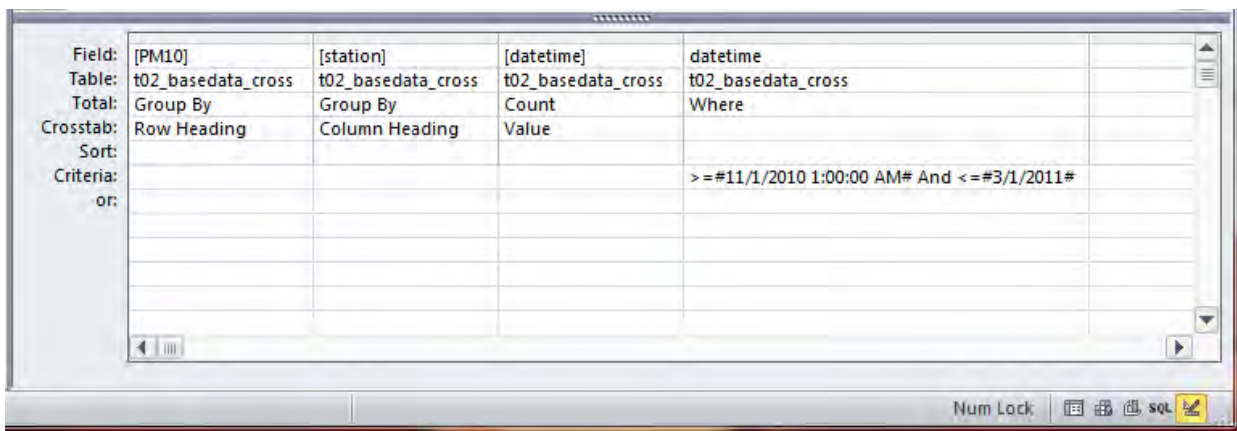 Field: [PM10] [station] [datetime] datetime
Table: t02_basedata_cross t02_basedata_cross t02_basedata_cross t02_basedata_cross
Total: Group By Group By Count Where
Crosstab: Row Heading Column Heading Value
Sort:
Criteria: >=#11/1/2010 1:00:00 AM# And <=#3/1/2011#
or:
Num Lock SQL